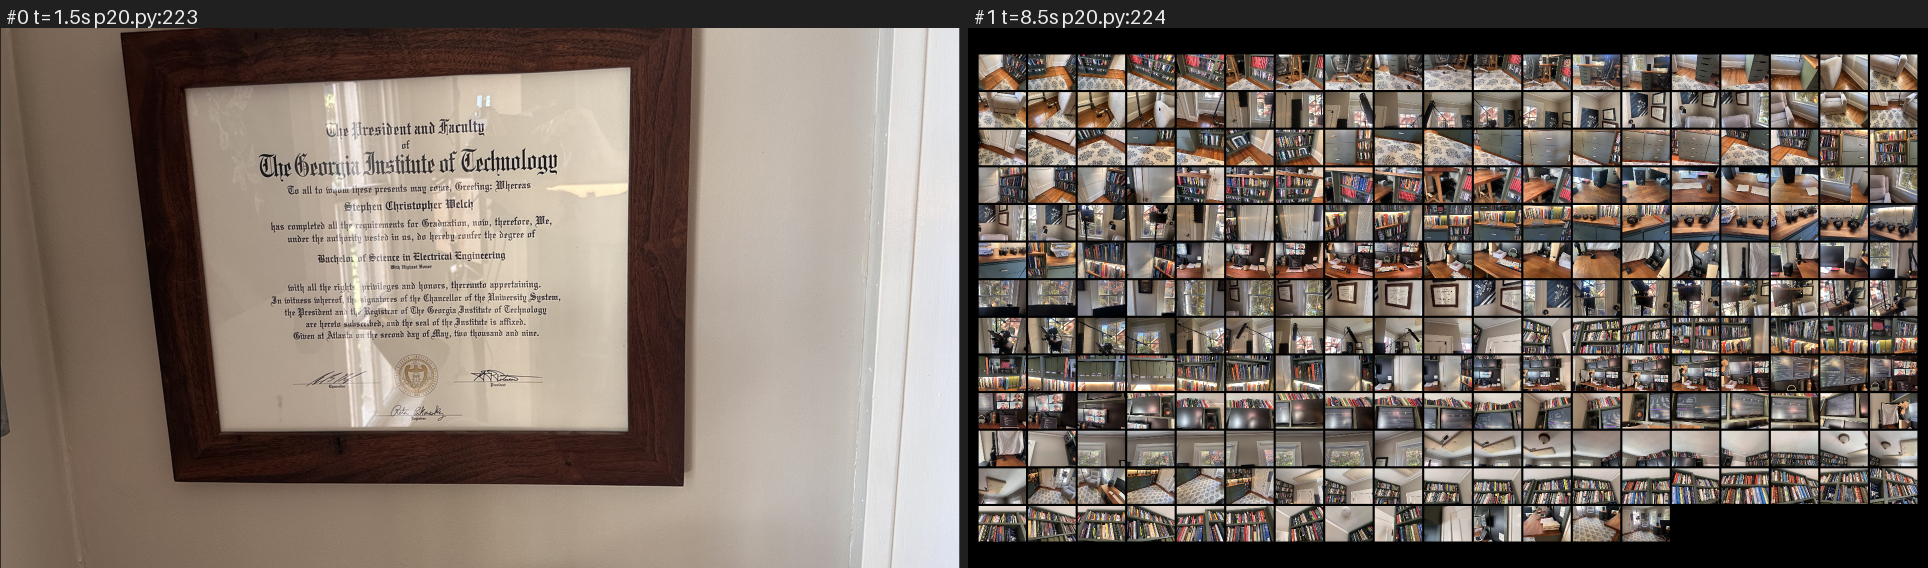 #0 t=1.5s p20.py:223
The President and Faculty
of
The Georgia Institute of Technology
To all to whom these presents may come, Greeting: Whereas
Stephen Christopher Welch
has completed all the requirements for Graduation, now, therefore, We,
under the authority vested in us, do hereby confer the degree of
Bachelor of Science in Electrical Engineering
With Highest Honor
with all the rights privileges and honors, thereunto appertaining.
In witness whereof, the signatures of the Chancellor of the University System,
the President and the Registrar of The Georgia Institute of Technology
are hereto subscribed, and the seal of the Institute is affixed.
Given at Atlanta on the second day of May, two thousand and nine.
Chancellor
President
Registrar
#1 t=8.5s p20.py:224